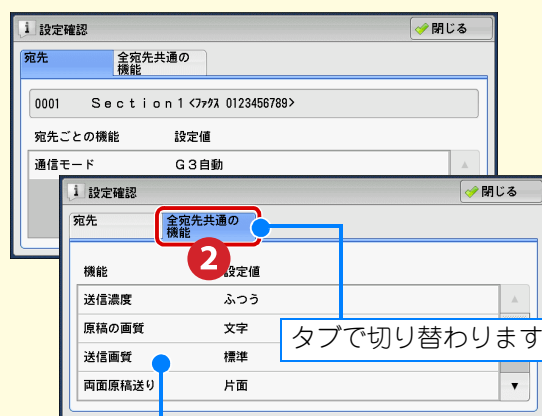 i 設定確認 閉じる
宛先 全宛先共通の
機能
0001 Ｓｅｃｔｉｏｎ１<ﾌｧｸｽ 0123456789>
宛先ごとの機能 設定値
通信モード Ｇ３自動
i 設定確認 閉じる
宛先 全宛先共通の
機能
2
機能 設定値
送信濃度 ふつう
原稿の画質 文字
タブで切り替わります
送信画質 標準
両面原稿送り 片面